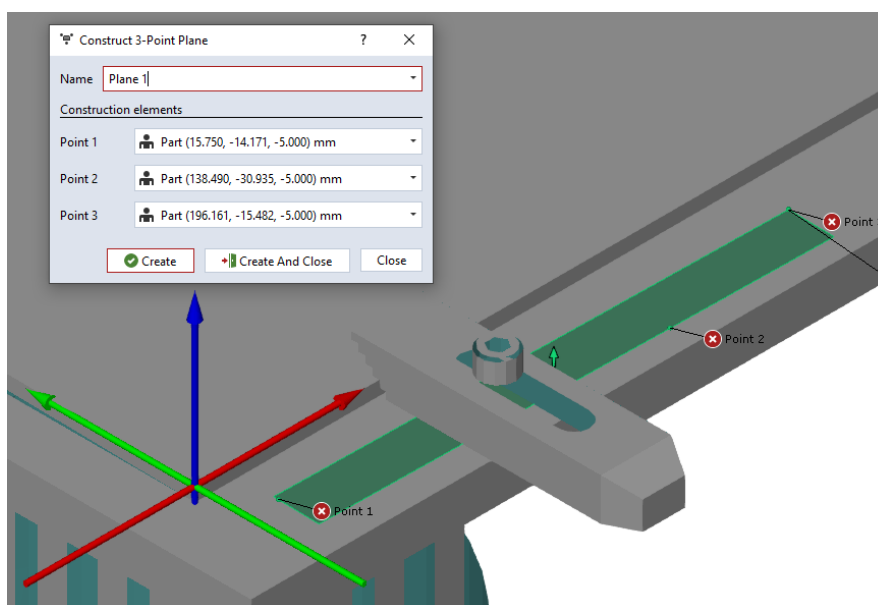 Construct 3-Point Plane ?
Name Plane 1
Construction elements
Point 1 Part (15.750, -14.171, -5.000) mm
Point 2 Part (138.490, -30.935, -5.000) mm
Point 3 Part (196.161, -15.482, -5.000) mm
Create Create And Close Close
Point
Point 2
Point 1